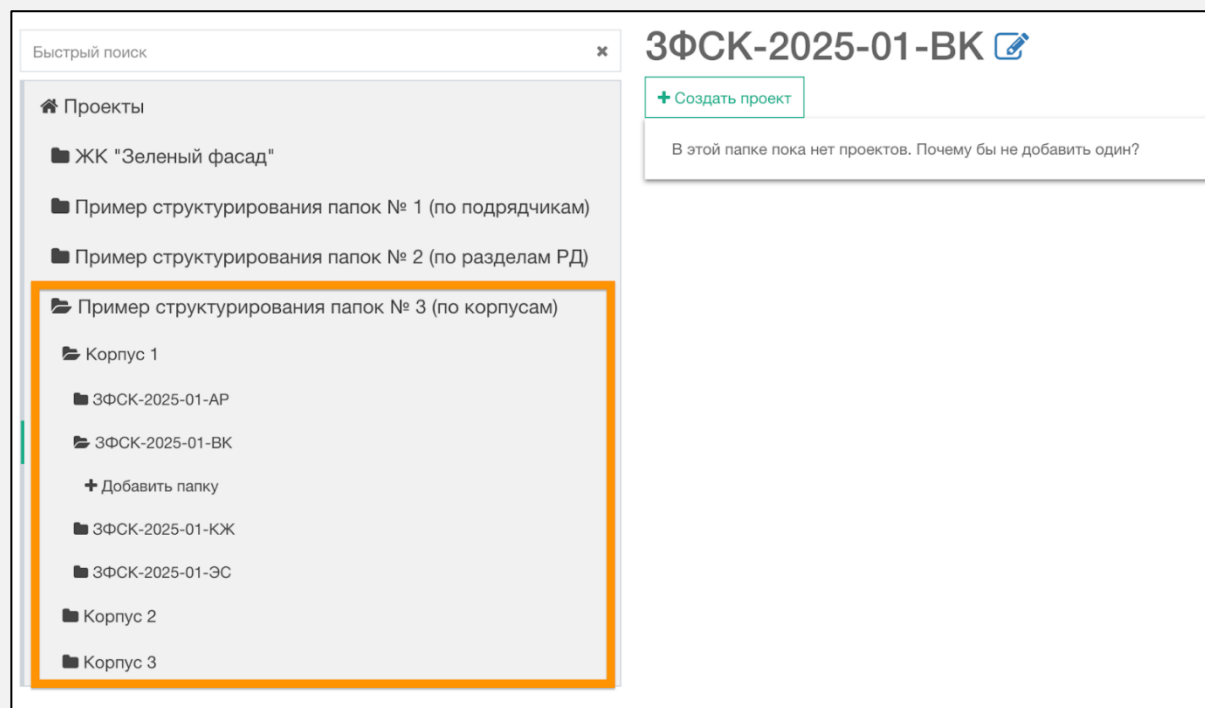 Быстрый поиск
Проекты
ЖК "Зеленый фасад"
Пример структурирования папок № 1 (по подрядчикам)
Пример структурирования папок № 2 (по разделам РД)
Пример структурирования папок № 3 (по корпусам)
Корпус 1
ЗФСК-2025-01-АР
ЗФСК-2025-01-ВК
+ Добавить папку
ЗФСК-2025-01-КЖ
ЗФСК-2025-01-ЭС
Корпус 2
Корпус 3
ЗФСК-2025-01-ВК
+ Создать проект
В этой папке пока нет проектов. Почему бы не добавить один?